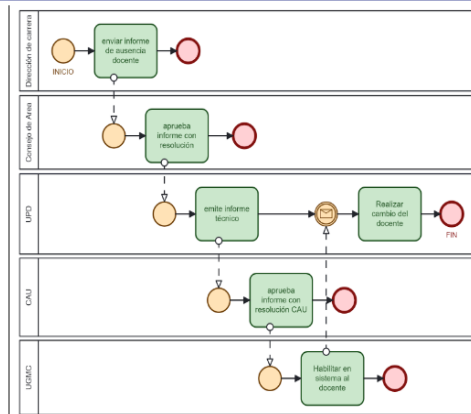 Dirección de carrera
enviar informe
de ausencia
docente
INICIO
Consejo de Area
aprueba
informe con
resolución
UPD
emite informe
técnico
Realizar
cambio del
docente
FIN
CAU
aprueba
informe con
resolución CAU
UGMC
Habilitar en
sistema al
docente